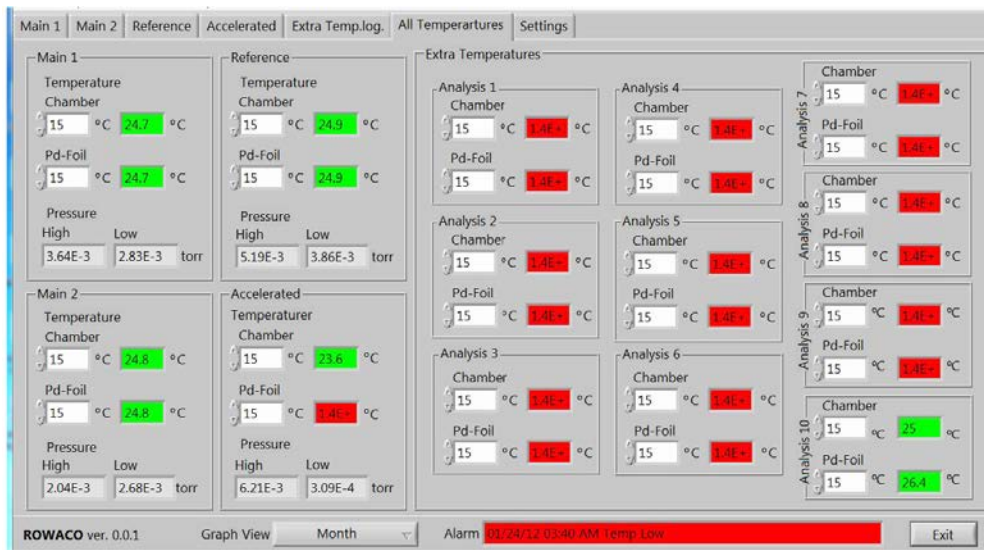 Main 1 Main 2 Reference Accelerated Extra Temp.log. All Temperartures Settings
Main 1
Temperature
Chamber
15 °C 24.7 °C
Pd-Foil
15 °C 24.7 °C
Pressure
High Low
3.64E-3 2.83E-3 torr
Reference
Temperature
Chamber
15 °C 24.9 °C
Pd-Foil
15 °C 24.9 °C
Pressure
High Low
5.19E-3 3.86E-3 torr
Main 2
Temperature
Chamber
15 °C 24.8 °C
Pd-Foil
15 °C 24.8 °C
Pressure
High Low
2.04E-3 2.68E-3 torr
Accelerated
Temperaturer
Chamber
15 °C 23.6 °C
Pd-Foil
15 °C 1.4E+ °C
Pressure
High Low
6.21E-3 3.09E-4 torr
Extra Temperatures
Analysis 1
Chamber
15 °C 1.4E+ °C
Pd-Foil
15 °C 1.4E+ °C
Analysis 2
Chamber
15 °C 1.4E+ °C
Pd-Foil
15 °C 1.4E+ °C
Analysis 3
Chamber
15 °C 1.4E+ °C
Pd-Foil
15 °C 1.4E+ °C
Analysis 4
Chamber
15 °C 1.4E+ °C
Pd-Foil
15 °C 1.4E+ °C
Analysis 5
Chamber
15 °C 1.4E+ °C
Pd-Foil
15 °C 1.4E+ °C
Analysis 6
Chamber
15 °C 1.4E+ °C
Pd-Foil
15 °C 1.4E+ °C
Analysis 7
Chamber
15 °C 1.4E+ °C
Pd-Foil
15 °C 1.4E+ °C
Analysis 8
Chamber
15 °C 1.4E+ °C
Pd-Foil
15 °C 1.4E+ °C
Analysis 9
Chamber
15 °C 1.4E+ °C
Pd-Foil
15 °C 1.4E+ °C
Analysis 10
Chamber
15 °C 25 °C
Pd-Foil
15 °C 26.4 °C
ROWACO ver. 0.0.1 Graph View Month Alarm 01/24/12 03:40 AM Temp Low Exit